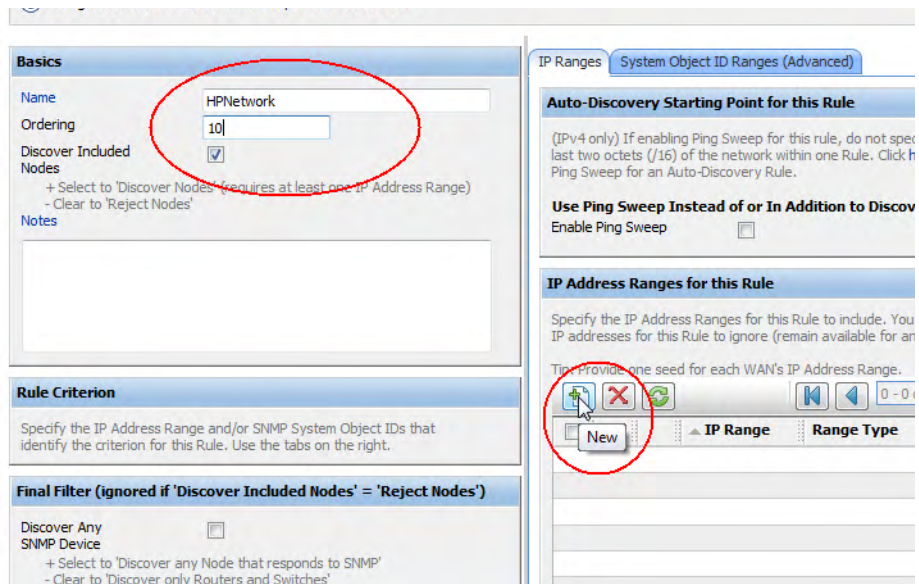 Basics
Name
HPNetwork
Ordering
10
Discover Included
Nodes
+ Select to 'Discover Nodes' (requires at least one IP Address Range)
- Clear to 'Reject Nodes'
Notes
Rule Criterion
Specify the IP Address Range and/or SNMP System Object IDs that
identify the criterion for this Rule. Use the tabs on the right.
Final Filter (ignored if 'Discover Included Nodes' = 'Reject Nodes')
Discover Any
SNMP Device
+ Select to 'Discover any Node that responds to SNMP'
- Clear to 'Discover only Routers and Switches'
IP Ranges
System Object ID Ranges (Advanced)
Auto-Discovery Starting Point for this Rule
(IPv4 only) If enabling Ping Sweep for this rule, do not spec
last two octets (/16) of the network within one Rule. Click h
Ping Sweep for an Auto-Discovery Rule.
Use Ping Sweep Instead of or In Addition to Discov
Enable Ping Sweep
IP Address Ranges for this Rule
Specify the IP Address Ranges for this Rule to include. You
IP addresses for this Rule to ignore (remain available for an
Tip: Provide one seed for each WAN's IP Address Range.
0 - 0
New
IP Range
Range Type